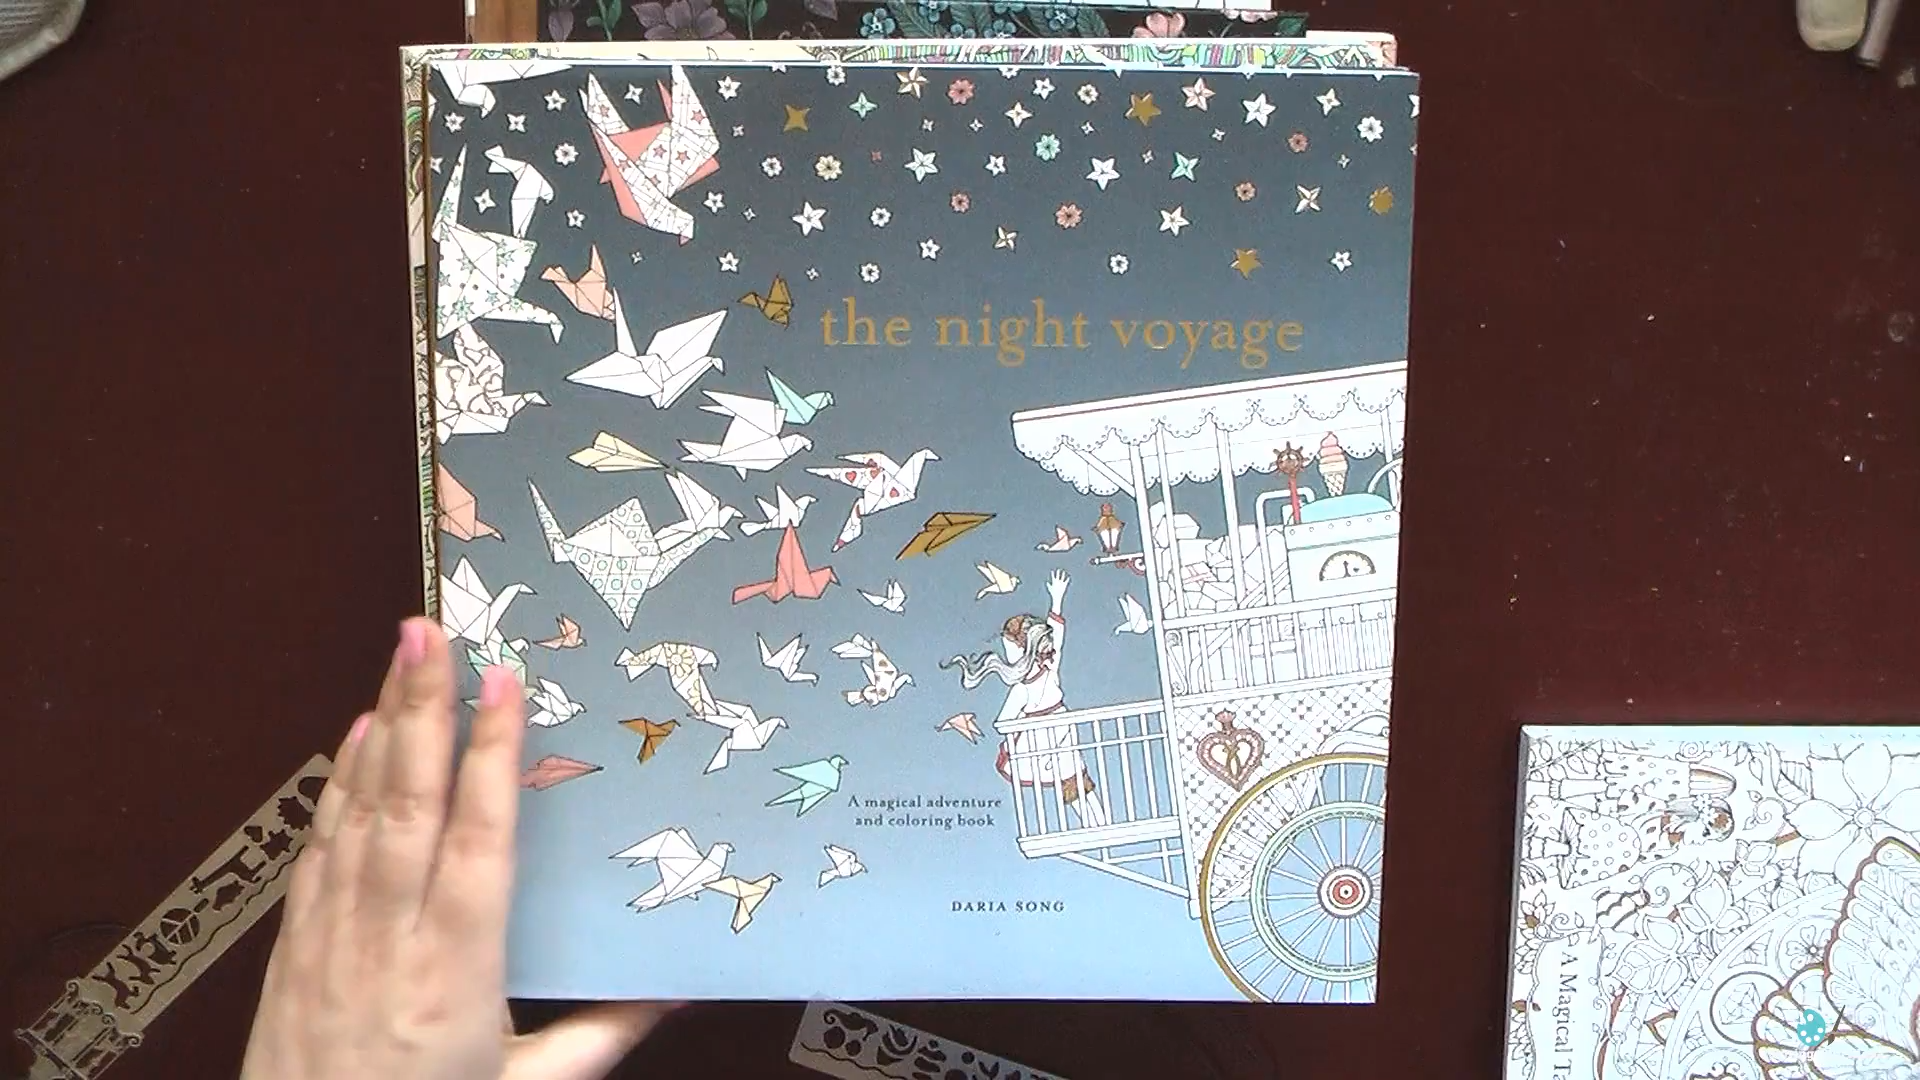 the night voyage
A magical adventure
and coloring book
DARIA SONG
A Magical